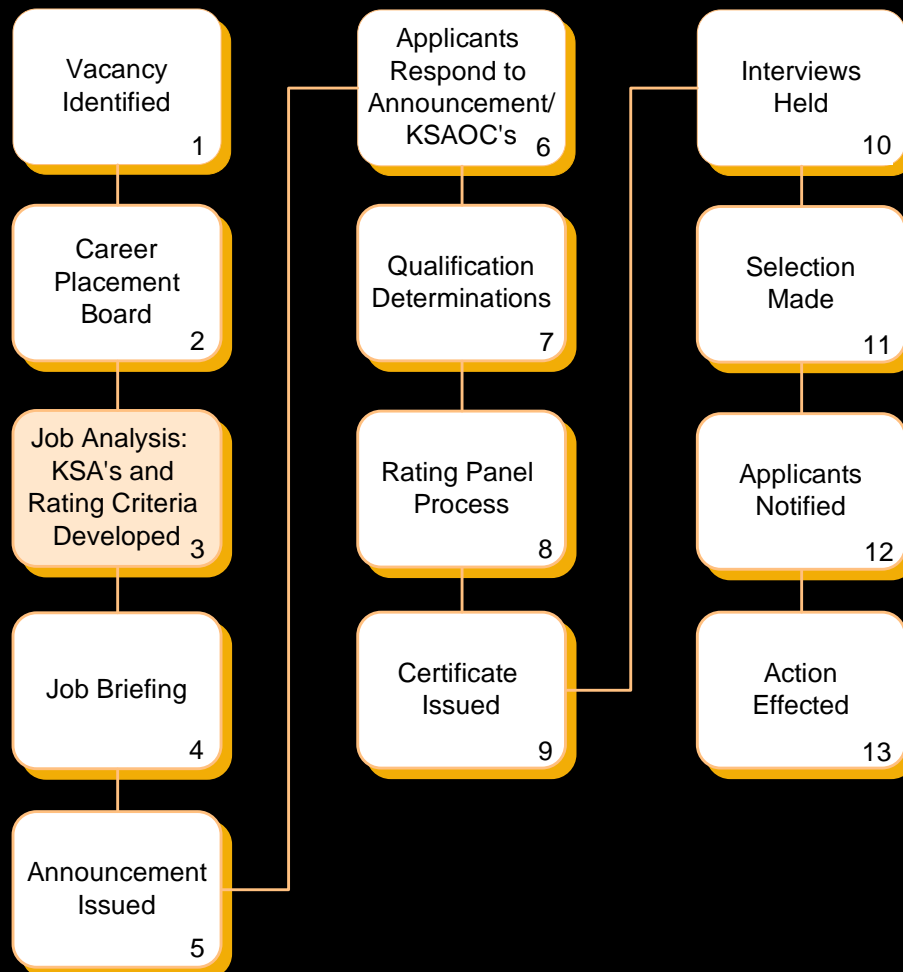 Vacancy
Identified
1
Career
Placement
Board
2
Job Analysis:
KSA's and
Rating Criteria
Developed
3
Job Briefing
4
Announcement
Issued
5
Applicants
Respond to
Announcement/
KSAOC's
6
Qualification
Determinations
7
Rating Panel
Process
8
Certificate
Issued
9
Interviews
Held
10
Selection
Made
11
Applicants
Notified
12
Action
Effected
13